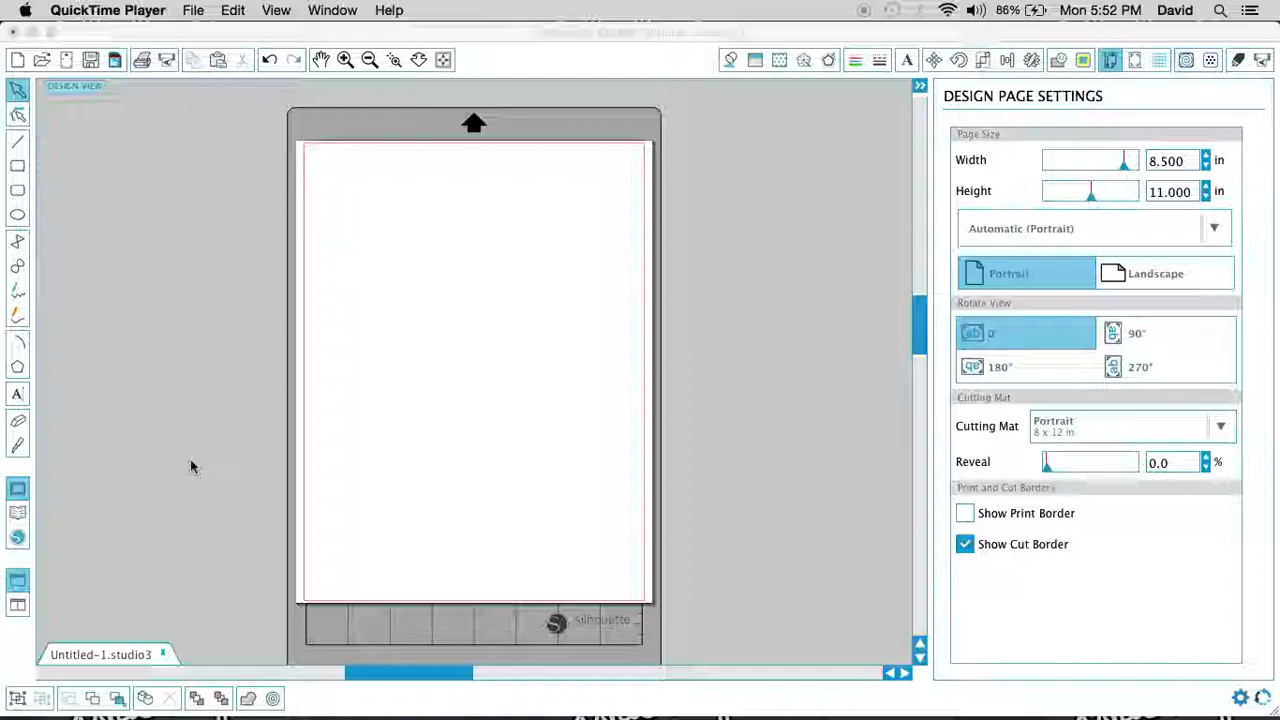 QuickTime Player File Edit View Window Help 86% Mon 5:52 PM David
DESIGN VIEW
DESIGN PAGE SETTINGS
Page Size
Width 8.500 in
Height 11.000 in
Automatic (Portrait)
Portrait Landscape
Rotate View
0° 90°
180° 270°
Cutting Mat
Cutting Mat Portrait
8 x 12 in
Reveal 0.0 %
Print and Cut Borders
Show Print Border
Show Cut Border
silhouette
Untitled-1.studio3